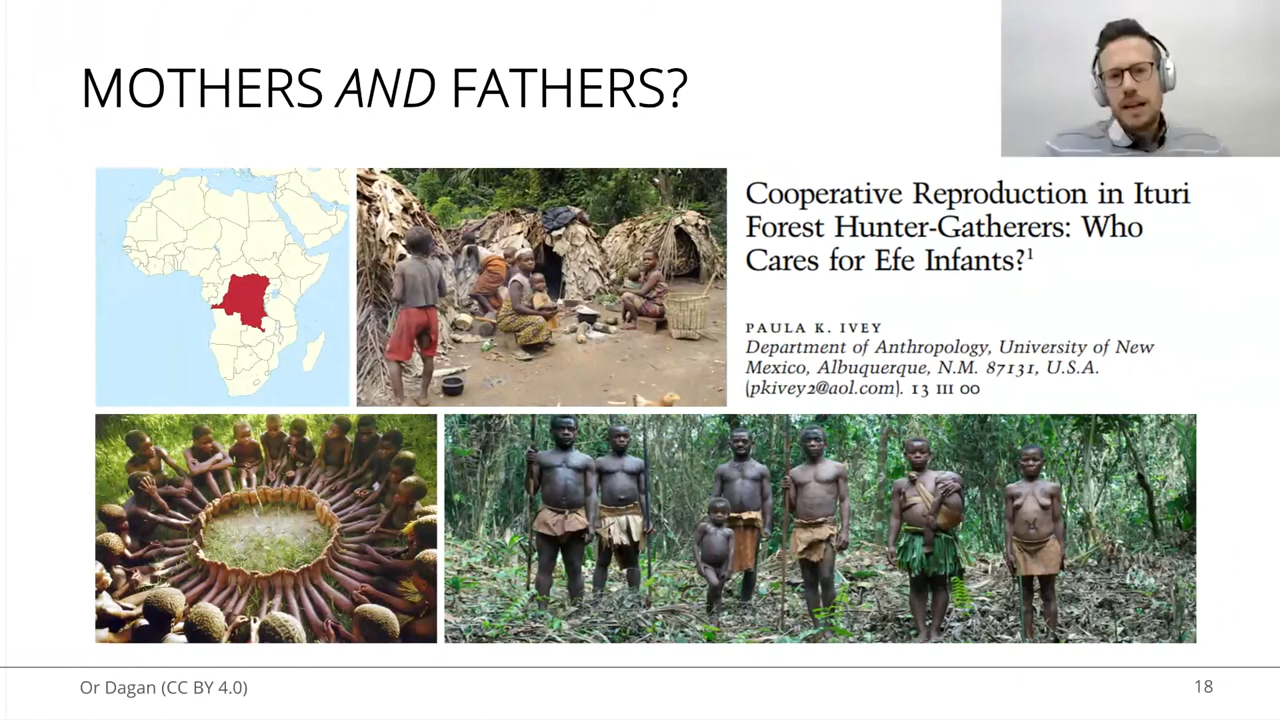 MOTHERS AND FATHERS?
Cooperative Reproduction in Ituri
Forest Hunter-Gatherers: Who
Cares for Efe Infants?¹
PAULA K. IVEY
Department of Anthropology, University of New
Mexico, Albuquerque, N.M. 87131, U.S.A.
(pkivey2@aol.com). 13 III 00
Or Dagan (CC BY 4.0)
18